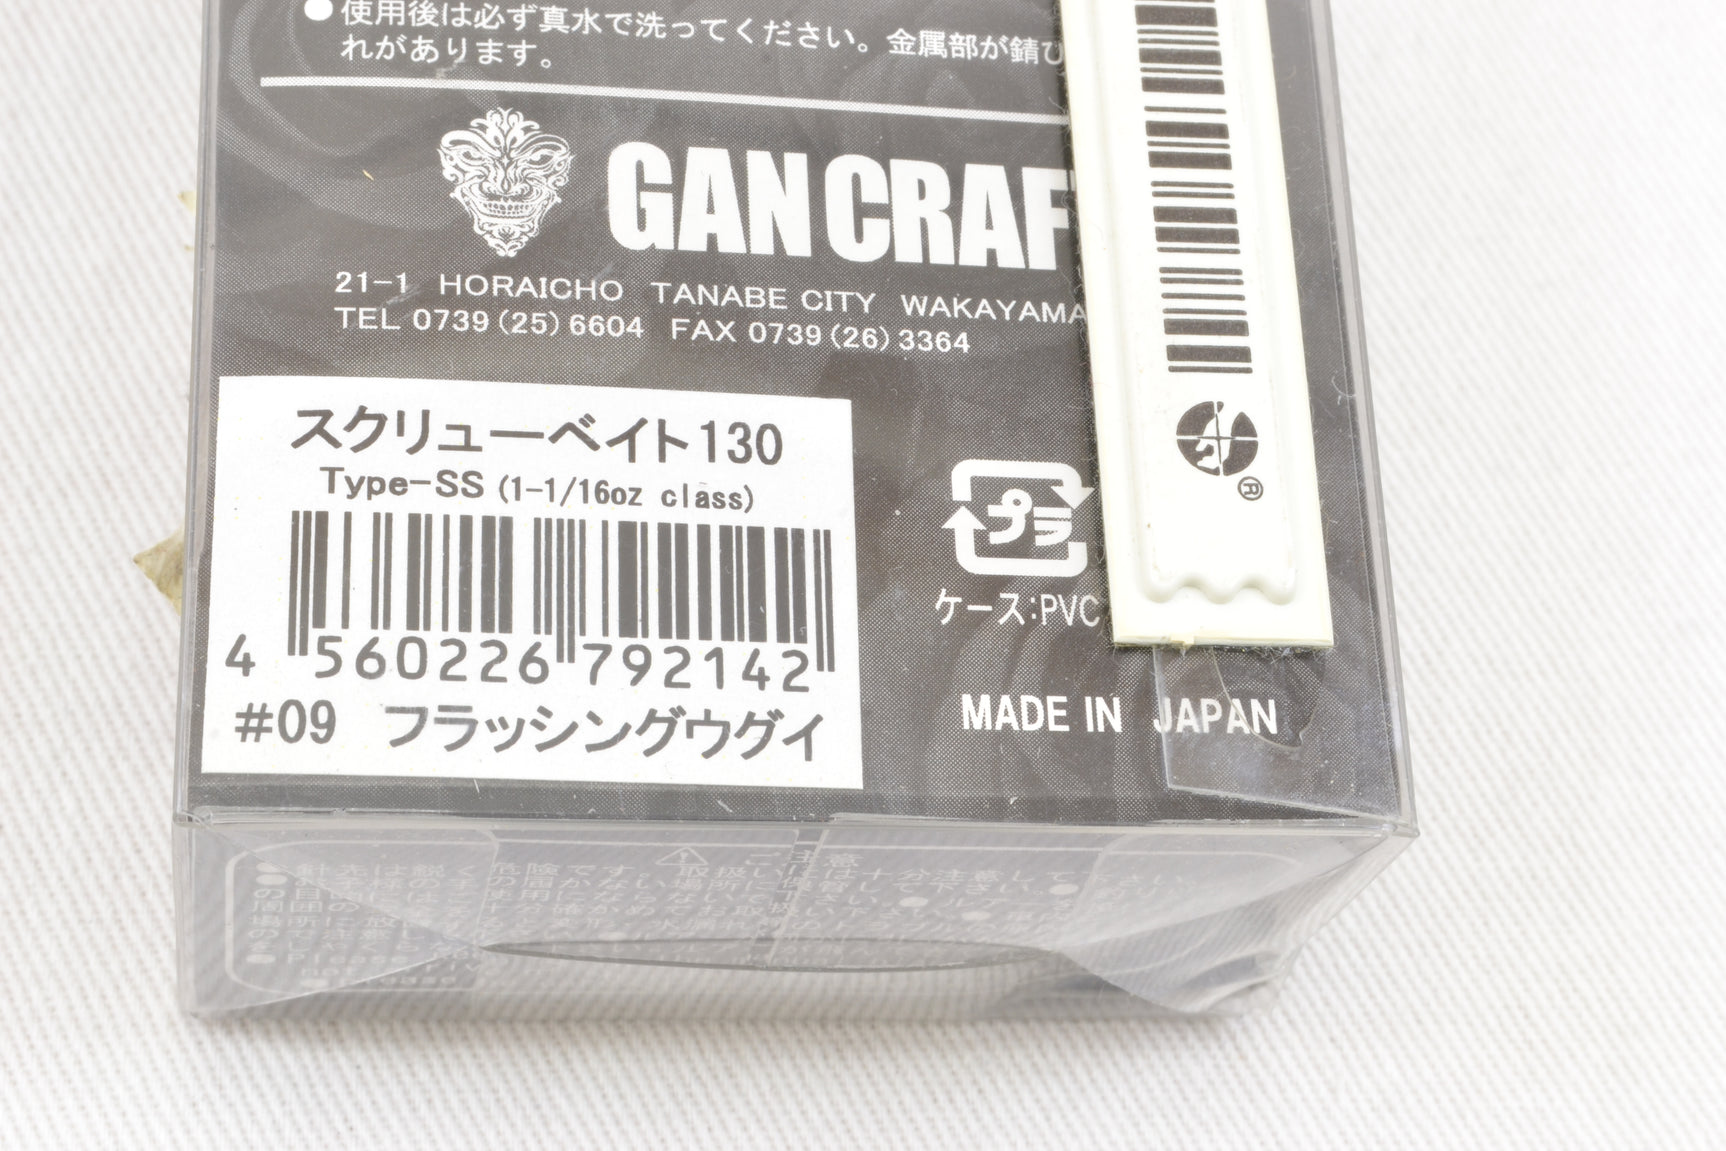 ●使用後は必ず真水で洗ってください。金属部が錆び
れがあります。
GAN CRAF
21-1 HORAICHO TANABE CITY WAKAYAMA
TEL 0739(25)6604 FAX 0739(26)3364
スクリューベイト130
Type-SS (1-1/16oz class)
4 560226 792142
#09 フラッシングウグイ
プラ
ケース:PVC
®
MADE IN JAPAN
⚠ ご注意